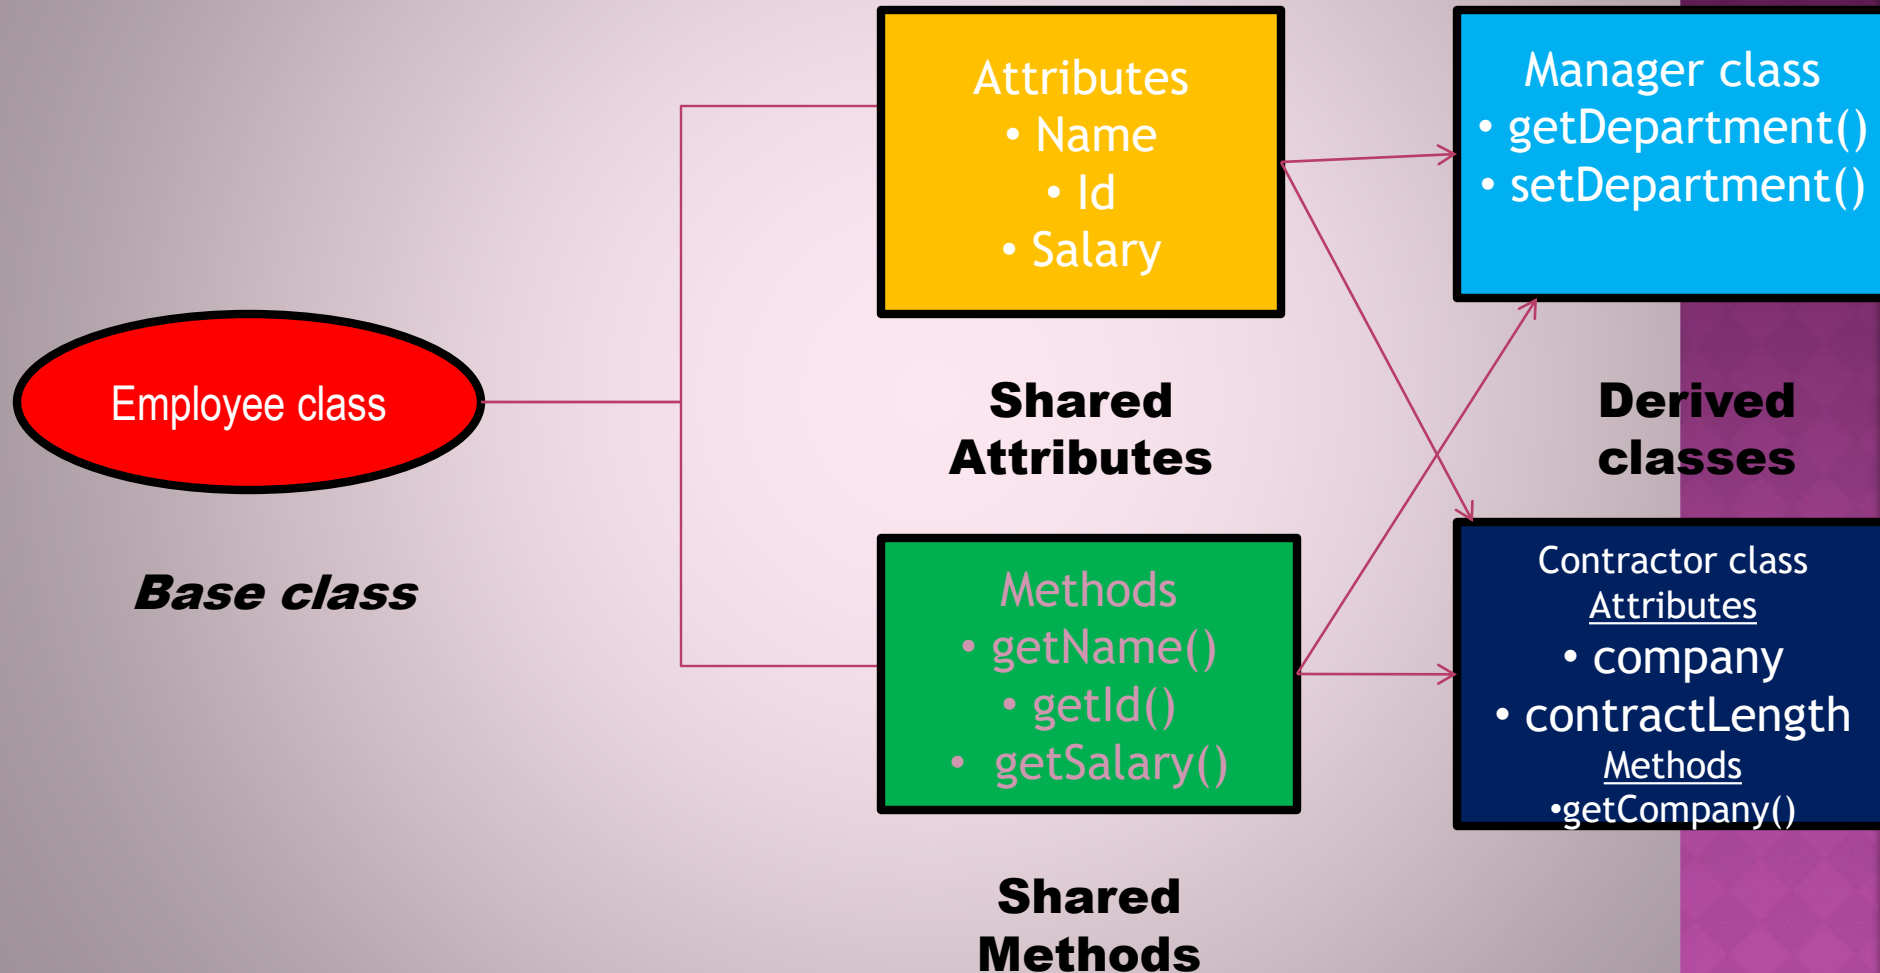 Employee class
Base class
Attributes
• Name
• Id
• Salary
Shared
Attributes
Methods
• getName()
• getId()
• getSalary()
Shared
Methods
Manager class
• getDepartment()
• setDepartment()
Derived
classes
Contractor class
Attributes
• company
• contractLength
Methods
•getCompany()